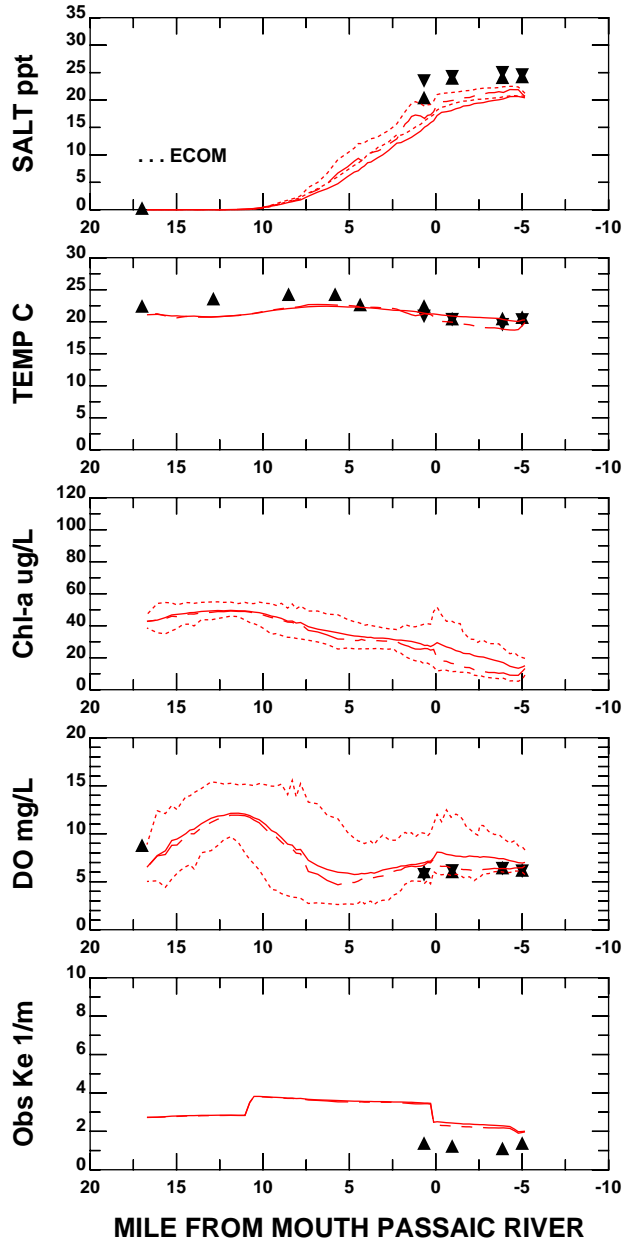 SALT ppt
35
30
25
20
15
10
5
0
. . . ECOM
20 15 10 5 0 -5 -10
TEMP C
30
25
20
15
10
5
0
20 15 10 5 0 -5 -10
Chl-a ug/L
120
100
80
60
40
20
0
20 15 10 5 0 -5 -10
DO mg/L
20
15
10
5
0
20 15 10 5 0 -5 -10
Obs Ke 1/m
10
8
6
4
2
0
20 15 10 5 0 -5 -10
MILE FROM MOUTH PASSAIC RIVER